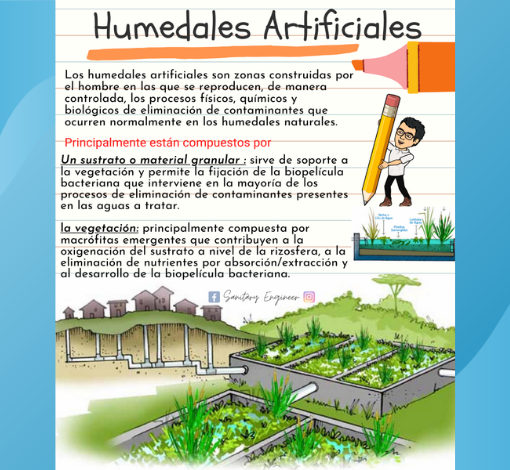 Humedales Artificiales
Los humedales artificiales son zonas construidas por
el hombre en las que se reproducen, de manera
controlada, los procesos físicos, químicos y
biológicos de eliminación de contaminantes que
ocurren normalmente en los humedales naturales.
Principalmente están compuestos por
Un sustrato o material granular : sirve de soporte a
la vegetación y permite la fijación de la biopelícula
bacteriana que interviene en la mayoría de los
procesos de eliminación de contaminantes presentes
en las aguas a tratar.
la vegetación: principalmente compuesta por
macrófitas emergentes que contribuyen a la
oxigenación del sustrato a nivel de la rizosfera, a la
eliminación de nutrientes por absorción/extracción y
al desarrollo de la biopelícula bacteriana.
Sanitary Engineer